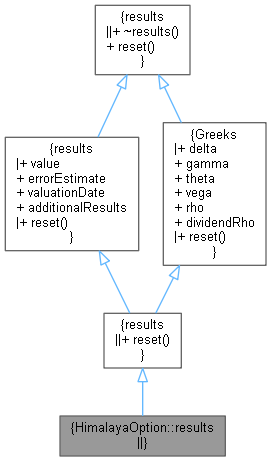 {results
||+ ~results()
+ reset()
}
{results
|+ value
+ errorEstimate
+ valuationDate
+ additionalResults
|+ reset()
}
{Greeks
|+ delta
+ gamma
+ theta
+ vega
+ rho
+ dividendRho
|+ reset()
}
{results
||+ reset()
}
{HimalayaOption::results
||}